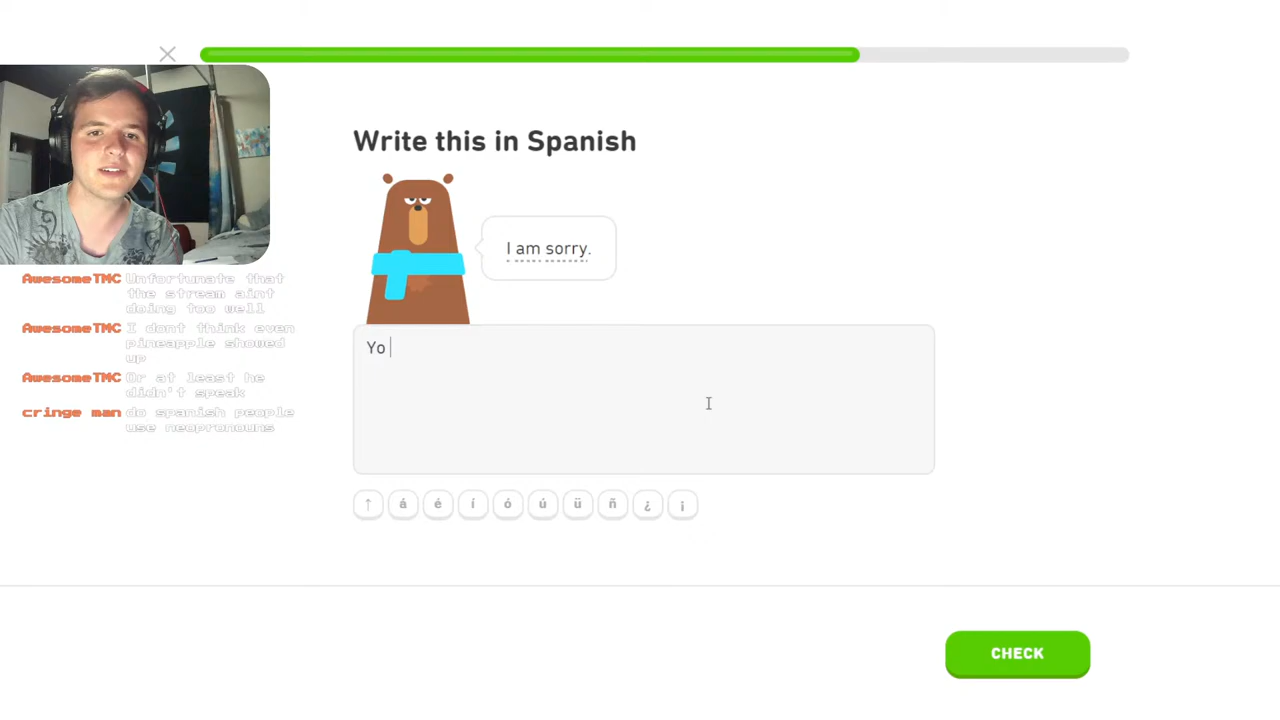 Write this in Spanish
I am sorry.
Yo
AwesomeTMC Unfortunate that
the stream aint
doing too well
AwesomeTMC I dont think even
pineapple showed
up
AwesomeTMC Or at least he
didn't speak
cringe man do spanish people
use neopronouns
↑ á é í ó ú ü ñ ¿ ¡
CHECK